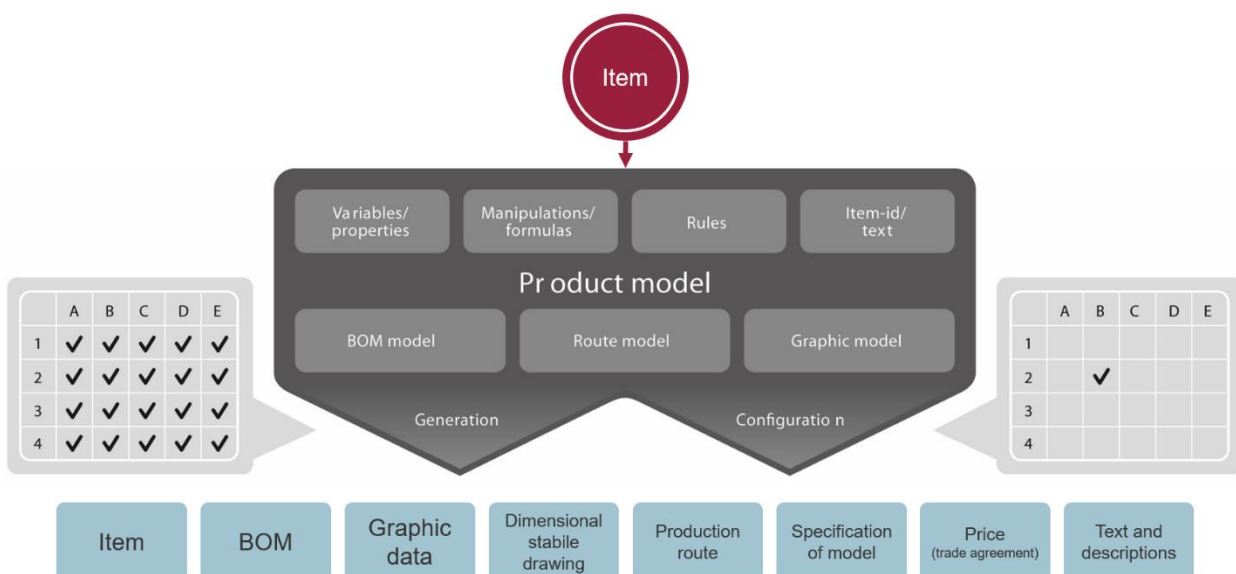 Item
Variables/
properties
Manipulations/
formulas
Rules
Item-id/
text
Pr oduct model
BOM model
Route model
Graphic model
Generation
Configuratio n
A B C D E
1
2
3
4
A B C D E
1
2
3
4
Item
BOM
Graphic
data
Dimensional
stabile
drawing
Production
route
Specification
of model
Price
(trade agreement)
Text and
descriptions